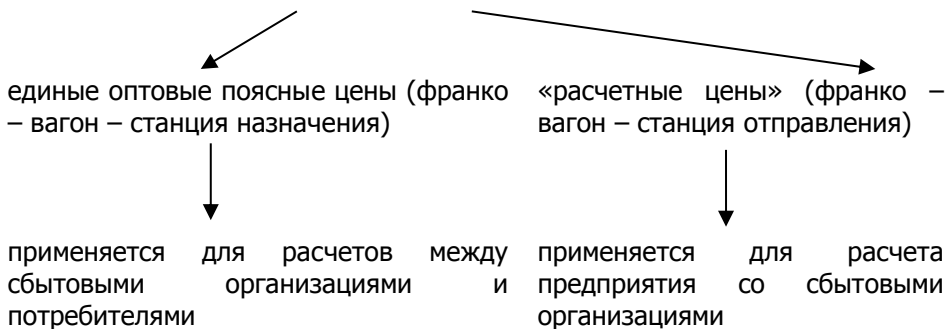 единые оптовые поясные цены (франко
– вагон – станция назначения)
«расчетные цены» (франко –
вагон – станция отправления)
применяется для расчетов между
сбытовыми организациями и
потребителями
применяется для расчета
предприятия со сбытовыми
организациями